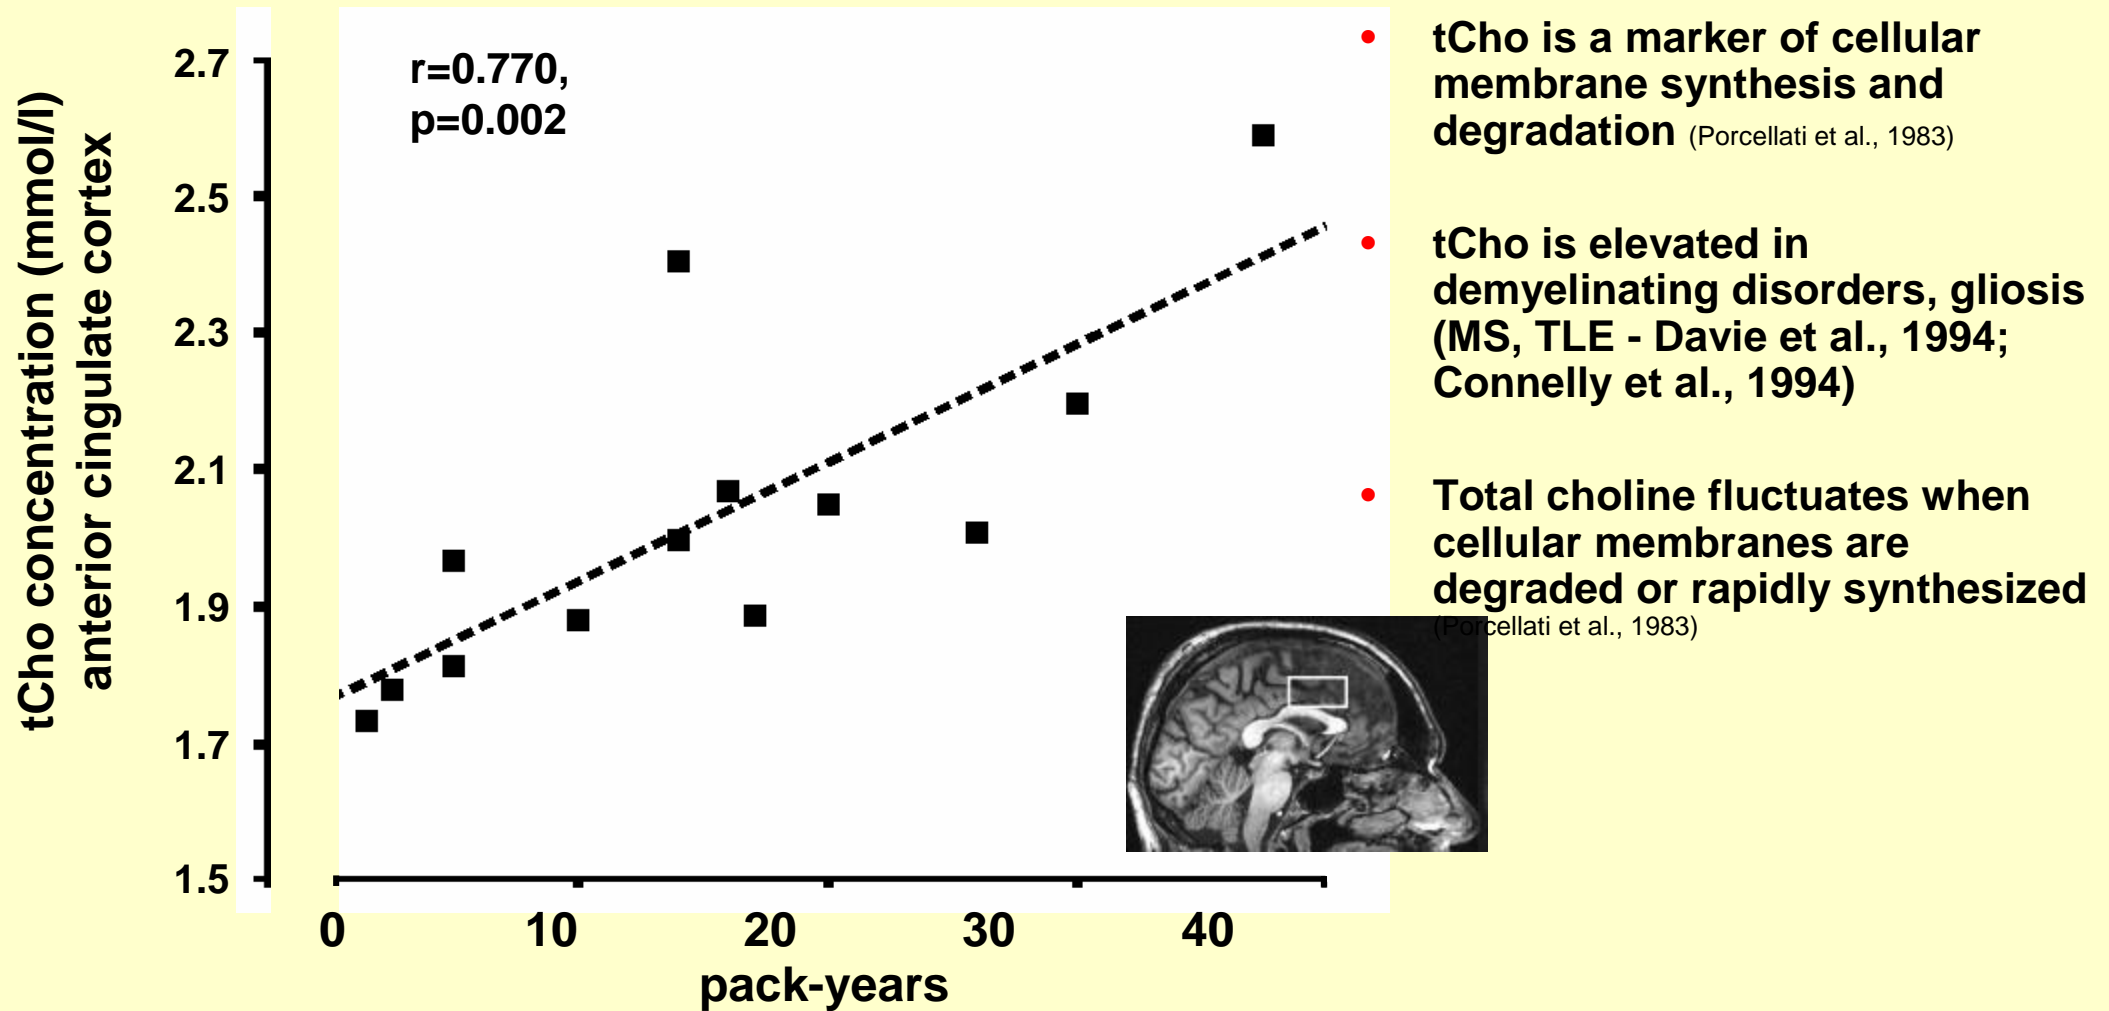 tCho concentration (mmol/l)
anterior cingulate cortex
2.7
2.5
2.3
2.1
1.9
1.7
1.5
r=0.770,
p=0.002
0 10 20 30 40
pack-years
• tCho is a marker of cellular
membrane synthesis and
degradation (Porcellati et al., 1983)
• tCho is elevated in
demyelinating disorders, gliosis
(MS, TLE - Davie et al., 1994;
Connelly et al., 1994)
• Total choline fluctuates when
cellular membranes are
degraded or rapidly synthesized
(Porcellati et al., 1983)